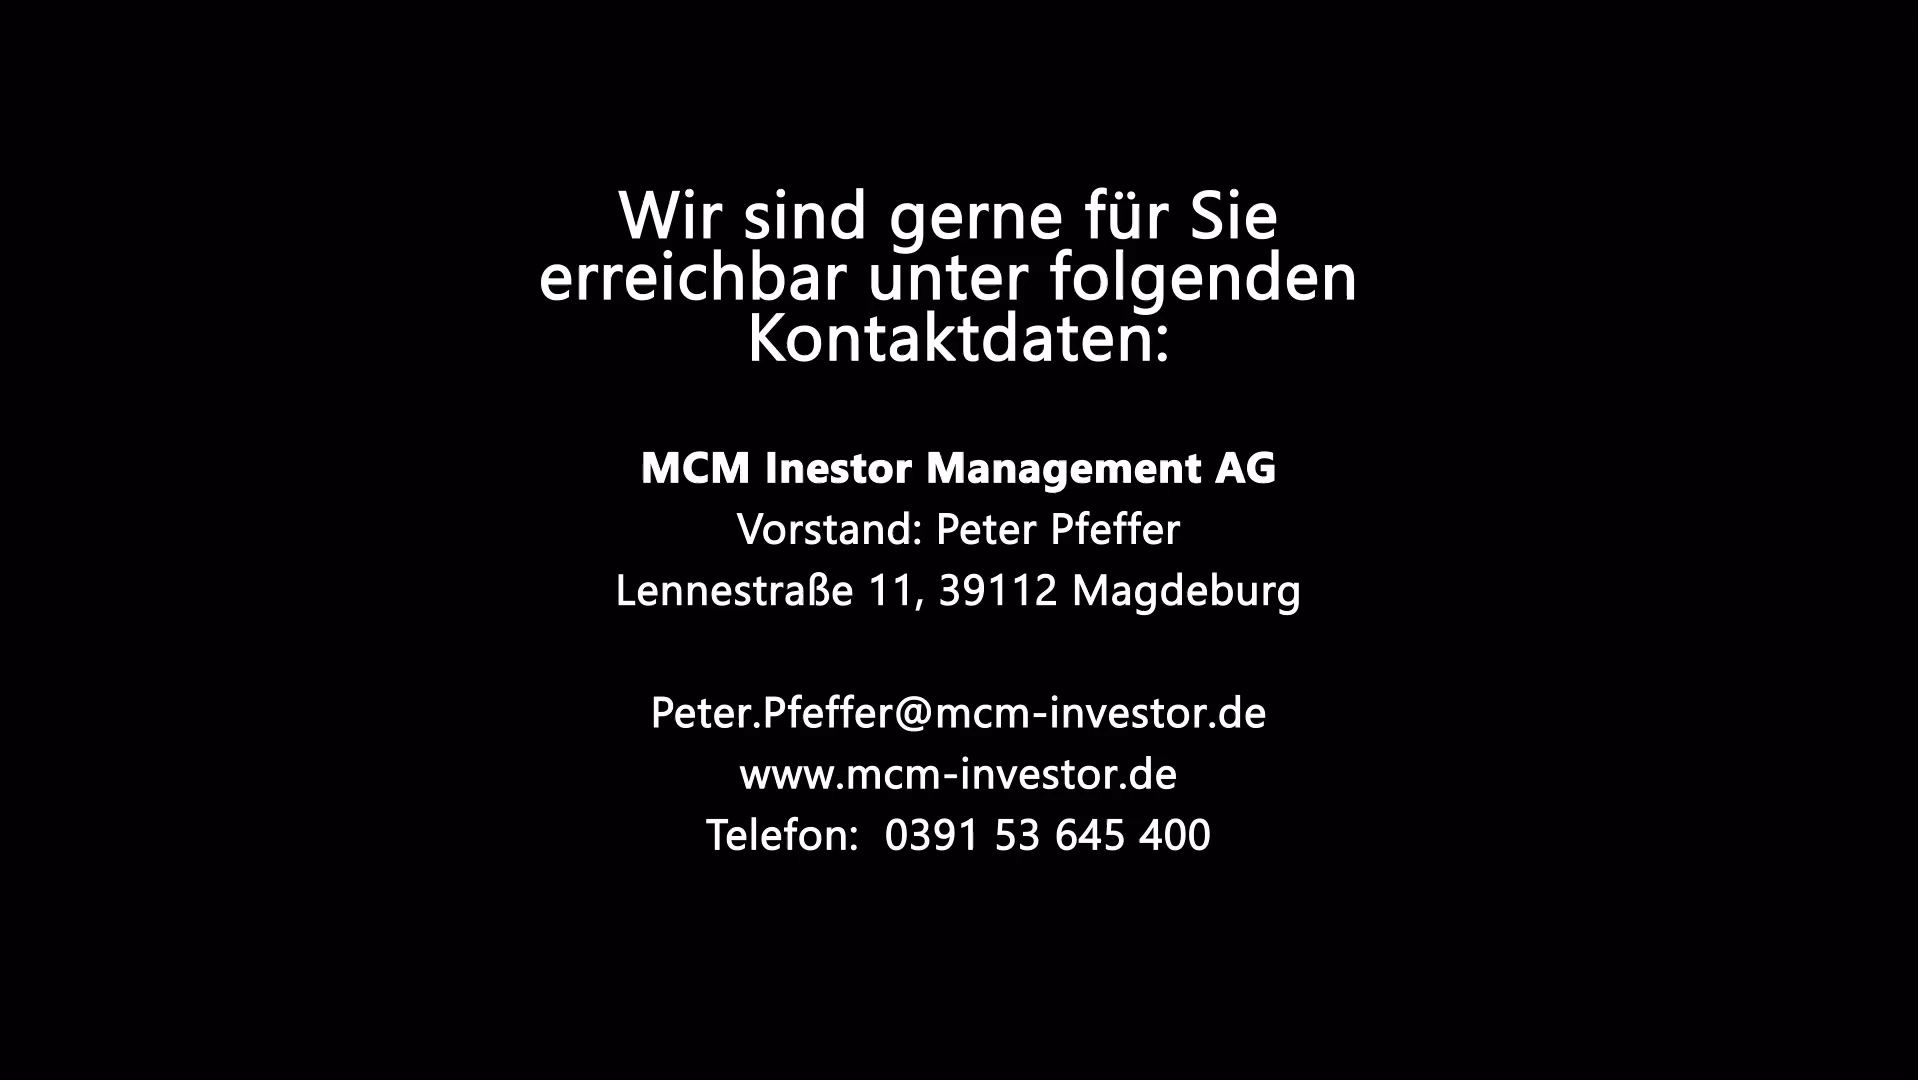 Wir sind gerne für Sie
erreichbar unter folgenden
Kontaktdaten:
MCM Inestor Management AG
Vorstand: Peter Pfeffer
Lennestraße 11, 39112 Magdeburg
Peter.Pfeffer@mcm-investor.de
www.mcm-investor.de
Telefon:  0391 53 645 400